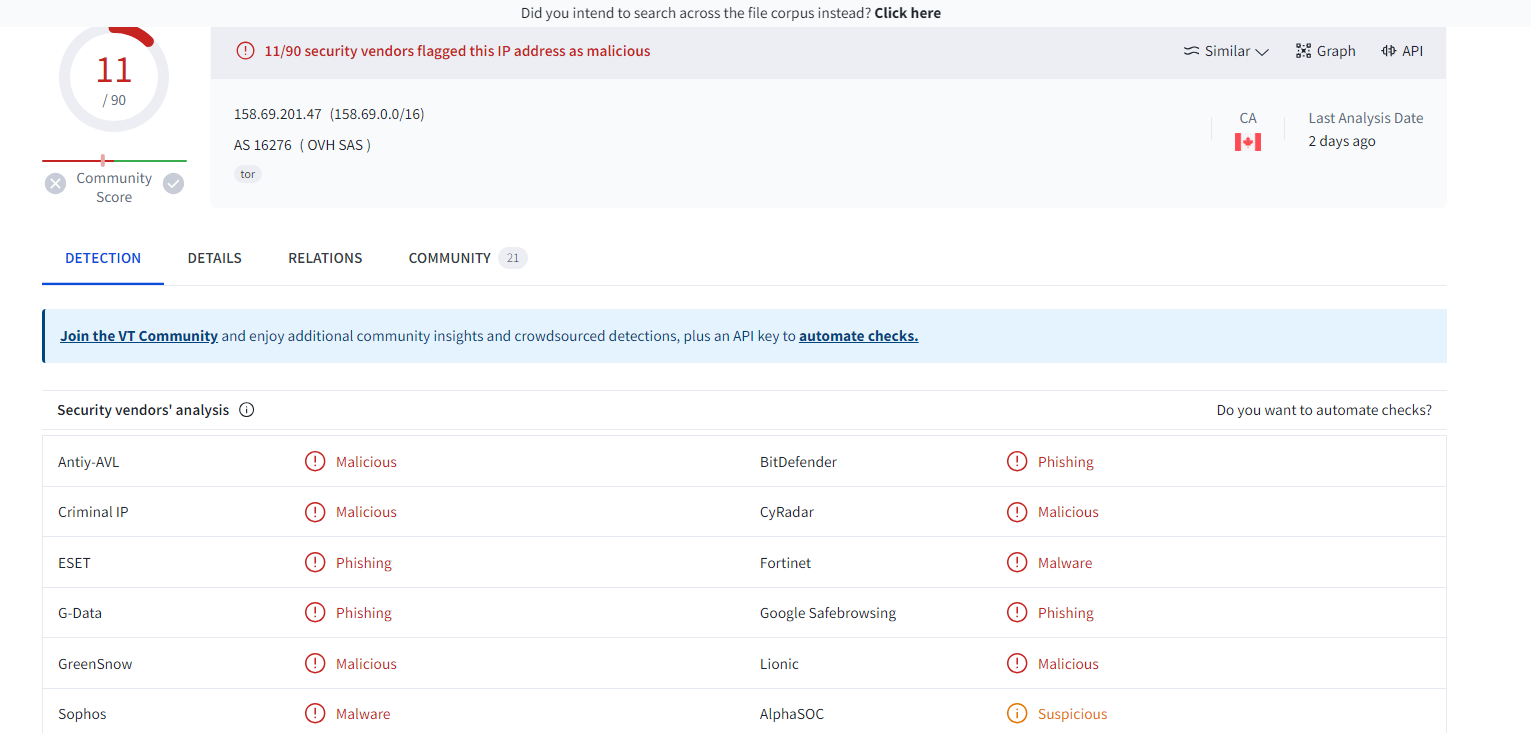 Did you intend to search across the file corpus instead? Click here
11
/ 90
Community
Score
11/90 security vendors flagged this IP address as malicious
Similar
Graph
API
158.69.201.47 (158.69.0.0/16)
AS 16276 ( OVH SAS )
tor
CA
Last Analysis Date
2 days ago
DETECTION DETAILS RELATIONS COMMUNITY 21
Join the VT Community and enjoy additional community insights and crowdsourced detections, plus an API key to automate checks.
Security vendors' analysis Do you want to automate checks?
Antiy-AVL Malicious BitDefender Phishing
Criminal IP Malicious CyRadar Malicious
ESET Phishing Fortinet Malware
G-Data Phishing Google Safebrowsing Phishing
GreenSnow Malicious Lionic Malicious
Sophos Malware AlphaSOC Suspicious